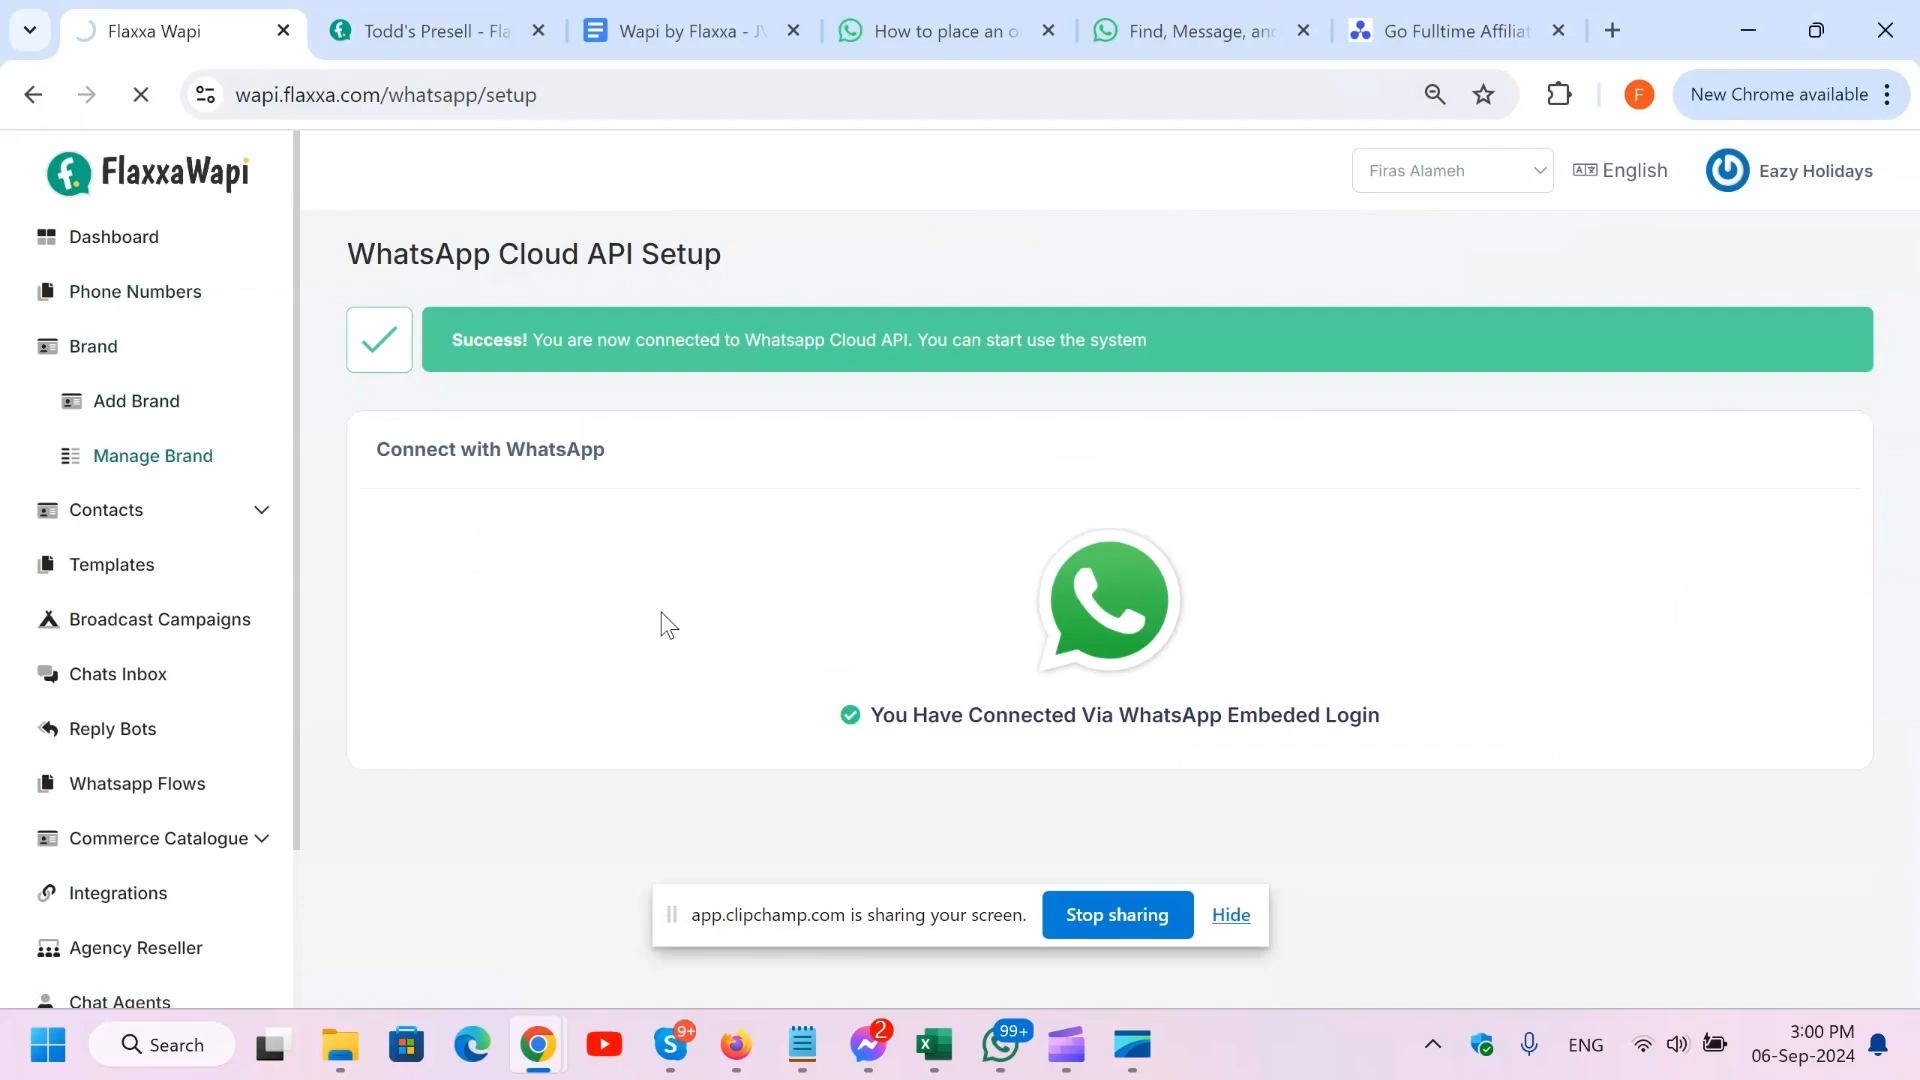 Flaxxa Wapi
Todd's Presell - Fla
Wapi by Flaxxa - JV
How to place an o
Find, Message, and
Go Fulltime Affiliat
wapi.flaxxa.com/whatsapp/setup
F
New Chrome available
FlaxxaWapi
Firas Alameh
English
Eazy Holidays
Dashboard
Phone Numbers
Brand
Add Brand
Manage Brand
Contacts
Templates
Broadcast Campaigns
Chats Inbox
Reply Bots
Whatsapp Flows
Commerce Catalogue
Integrations
Agency Reseller
Chat Agents
WhatsApp Cloud API Setup
Success! You are now connected to Whatsapp Cloud API. You can start use the system
Connect with WhatsApp
You Have Connected Via WhatsApp Embeded Login
app.clipchamp.com is sharing your screen.
Stop sharing
Hide
Search
9+
2
99+
ENG
3:00 PM
06-Sep-2024